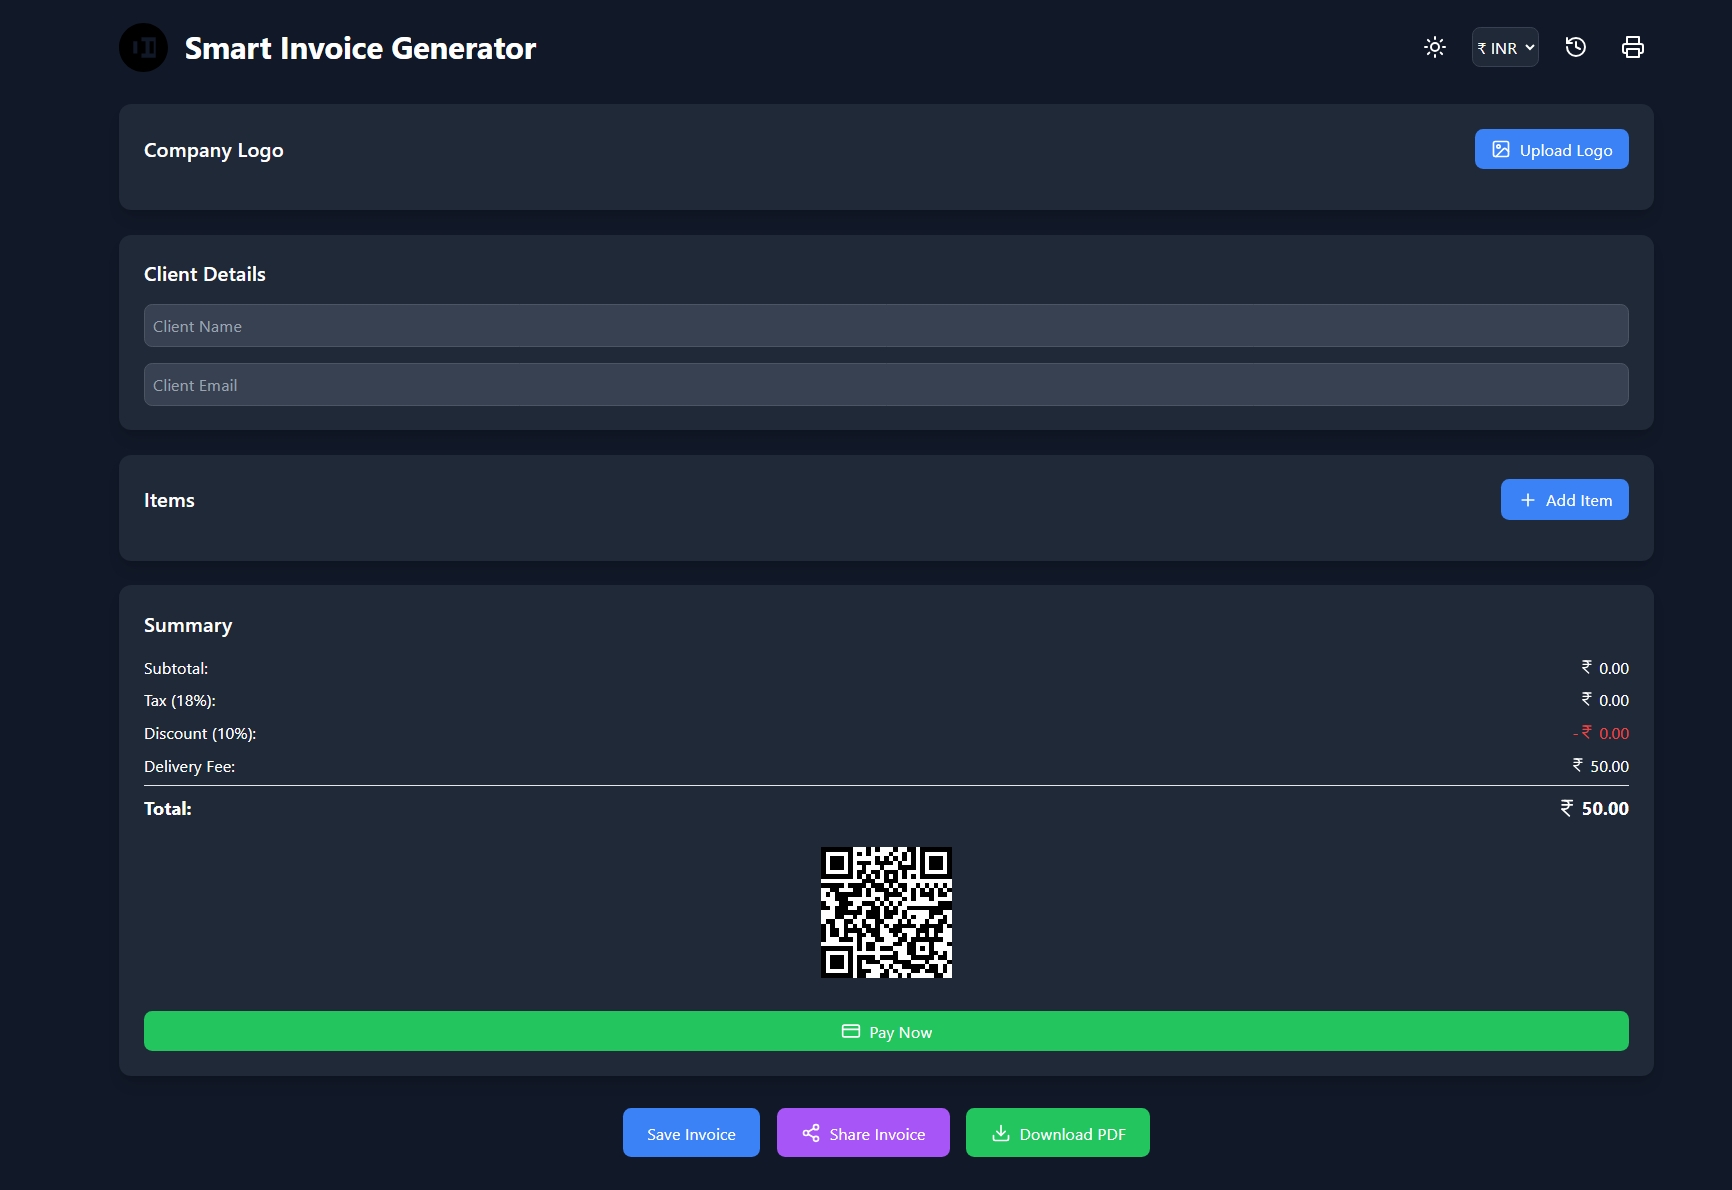 Smart Invoice Generator
₹ INR
Company Logo
Upload Logo
Client Details
Client Name
Client Email
Items
Add Item
Summary
Subtotal: ₹ 0.00
Tax (18%): ₹ 0.00
Discount (10%): -₹ 0.00
Delivery Fee: ₹ 50.00
Total: ₹ 50.00
Pay Now
Save Invoice
Share Invoice
Download PDF